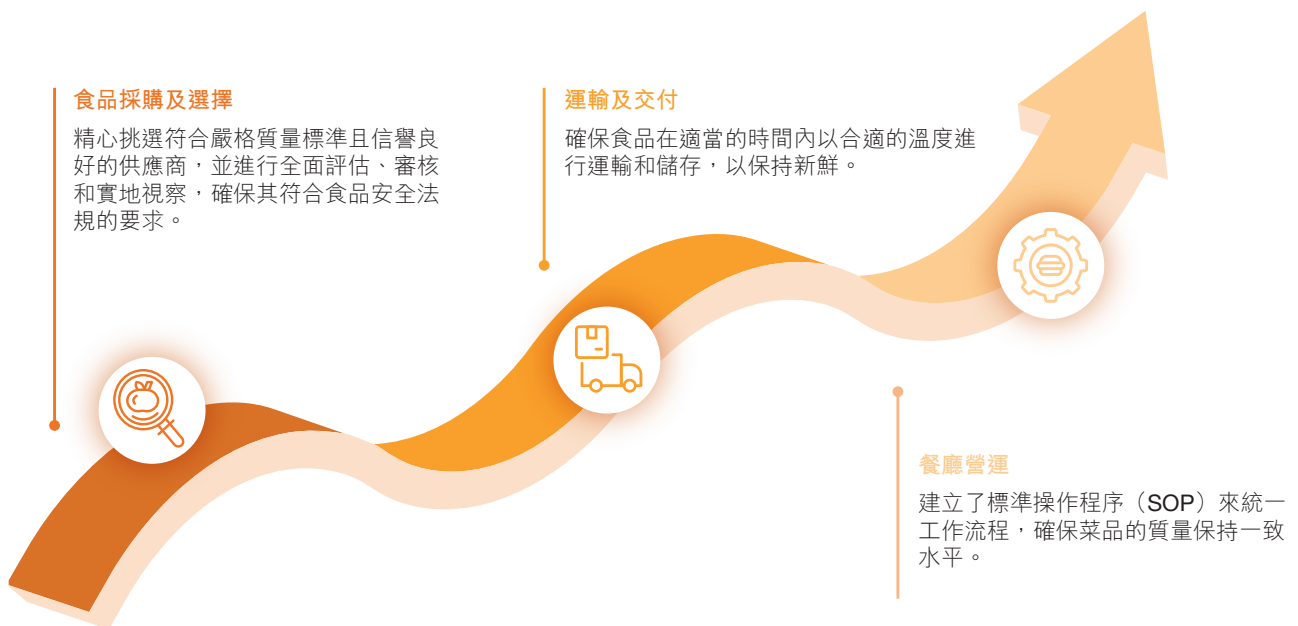 食品採購及選擇
精心挑選符合嚴格質量標準且信譽良
好的供應商，並進行全面評估、審核
和實地視察，確保其符合食品安全法
規的要求。
運輸及交付
確保食品在適當的時間內以合適的溫度進
行運輸和儲存，以保持新鮮。
餐廳營運
建立了標準操作程序（SOP）來統一
工作流程，確保菜品的質量保持一致
水平。